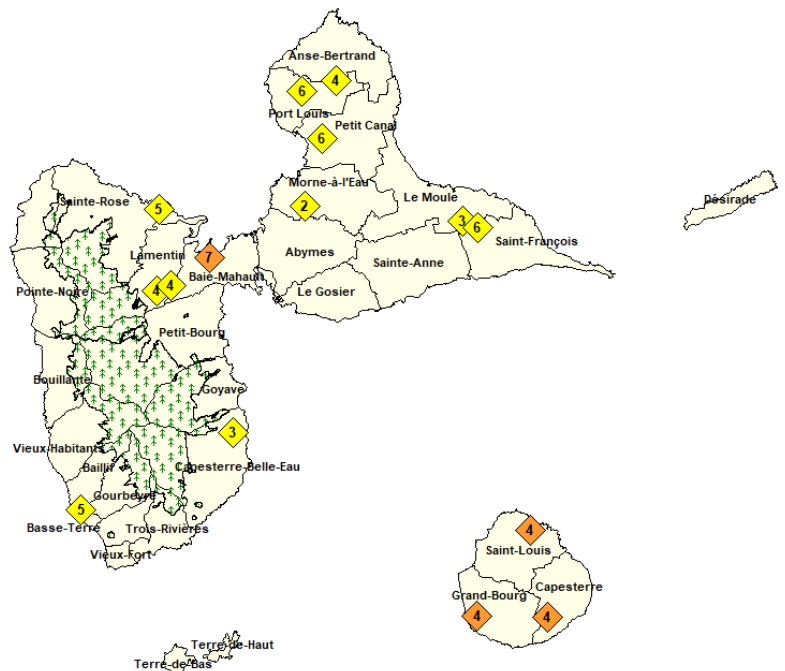 Anse-Bertrand
4
6
Port Louis
Petit Canal
6
Morne-à-l'Eau
Le Moule
Désirade
Sainte-Rose
5
2
3
6
Saint-François
Lamentin
7
Abymes
Sainte-Anne
Baie-Mahault
4
4
Pointe-Noire
Le Gosier
Petit-Bourg
Bouillante
Goyave
3
Vieux-Habitants
Baillif
Capesterre-Belle-Eau
Gourbeyre
5
Basse-Terre
Trois-Rivières
Vieux-Fort
4
Saint-Louis
Grand-Bourg
Capesterre
4
4
Terre-de-Haut
Terre-de-Bas